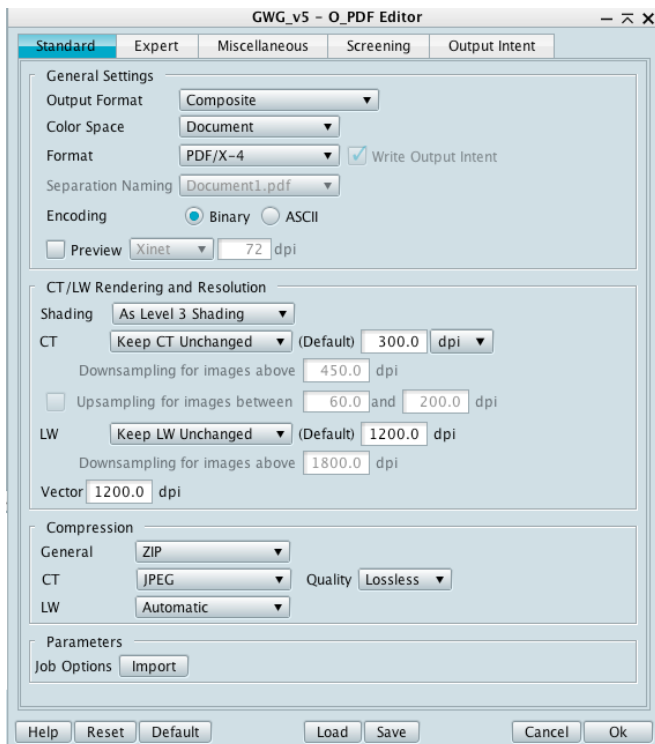 GWG_v5 – O_PDF Editor
Standard Expert Miscellaneous Screening Output Intent
General Settings
Output Format Composite
Color Space Document
Format PDF/X-4 Write Output Intent
Separation Naming Document1.pdf
Encoding Binary ASCII
Preview Xinet 72 dpi
CT/LW Rendering and Resolution
Shading As Level 3 Shading
CT Keep CT Unchanged (Default) 300.0 dpi
Downsampling for images above 450.0 dpi
Upsampling for images between 60.0 and 200.0 dpi
LW Keep LW Unchanged (Default) 1200.0 dpi
Downsampling for images above 1800.0 dpi
Vector 1200.0 dpi
Compression
General ZIP
CT JPEG Quality Lossless
LW Automatic
Parameters
Job Options Import
Help Reset Default Load Save Cancel Ok